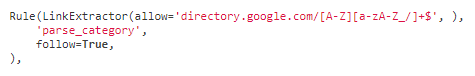 Rule(LinkExtractor(allow='directory.google.com/[A-Z][a-zA-Z_/]+$', ),
    'parse_category',
    follow=True,
),